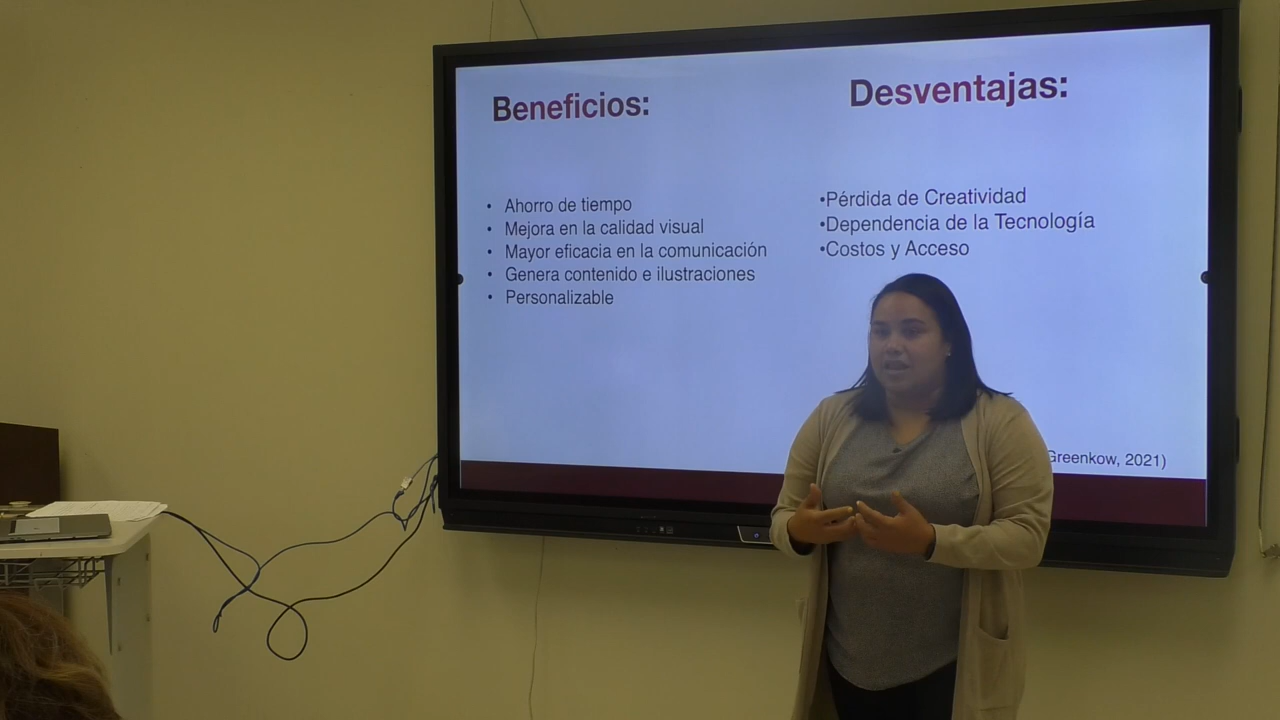 Beneficios:
• Ahorro de tiempo
• Mejora en la calidad visual
• Mayor eficacia en la comunicación
• Genera contenido e ilustraciones
• Personalizable
Desventajas:
•Pérdida de Creatividad
•Dependencia de la Tecnología
•Costos y Acceso
Greenkow, 2021)